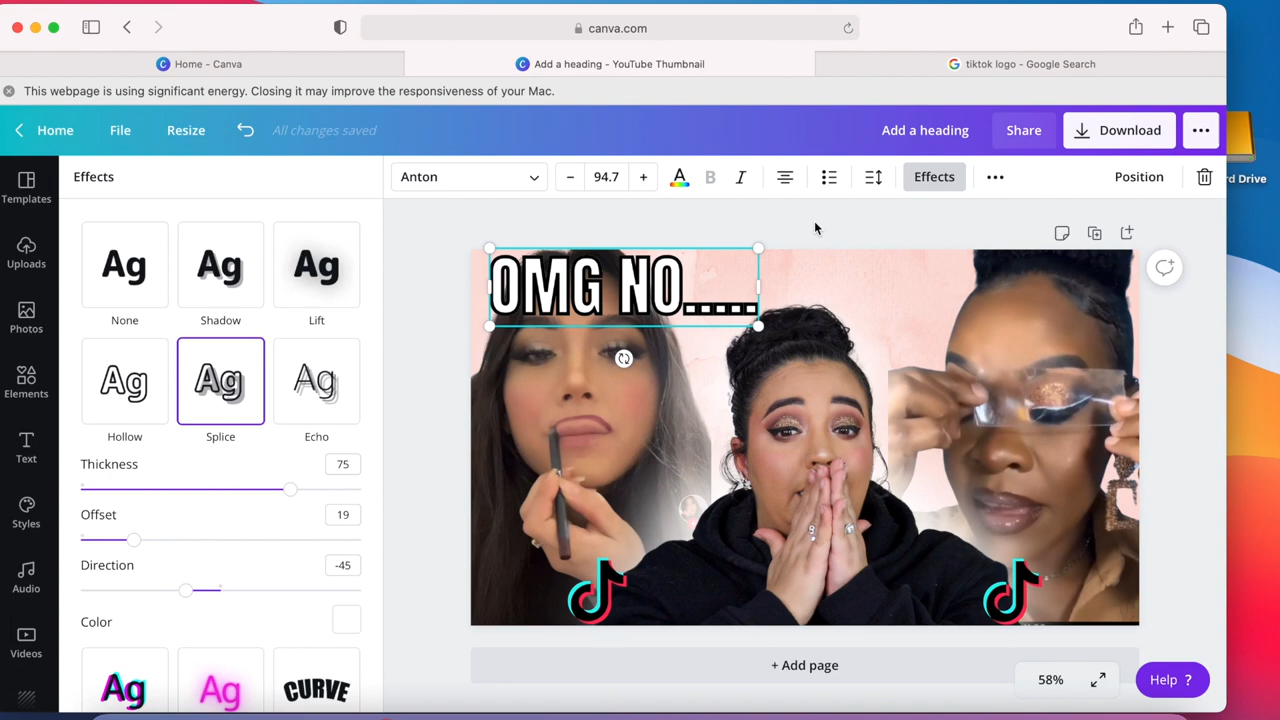 canva.com
Home - Canva
Add a heading - YouTube Thumbnail
tiktok logo - Google Search
This webpage is using significant energy. Closing it may improve the responsiveness of your Mac.
Home
File
Resize
All changes saved
Add a heading
Share
Download
Effects
Anton
94.7
A
B
I
Effects
Position
Templates
Uploads
Photos
Elements
Text
Styles
Audio
Videos
Ag
Ag
Ag
None
Shadow
Lift
Ag
Ag
Ag
Hollow
Splice
Echo
Thickness
75
Offset
19
Direction
-45
Color
Ag
Ag
CURVE
OMG NO.....
+ Add page
58%
Help ?
rd Drive